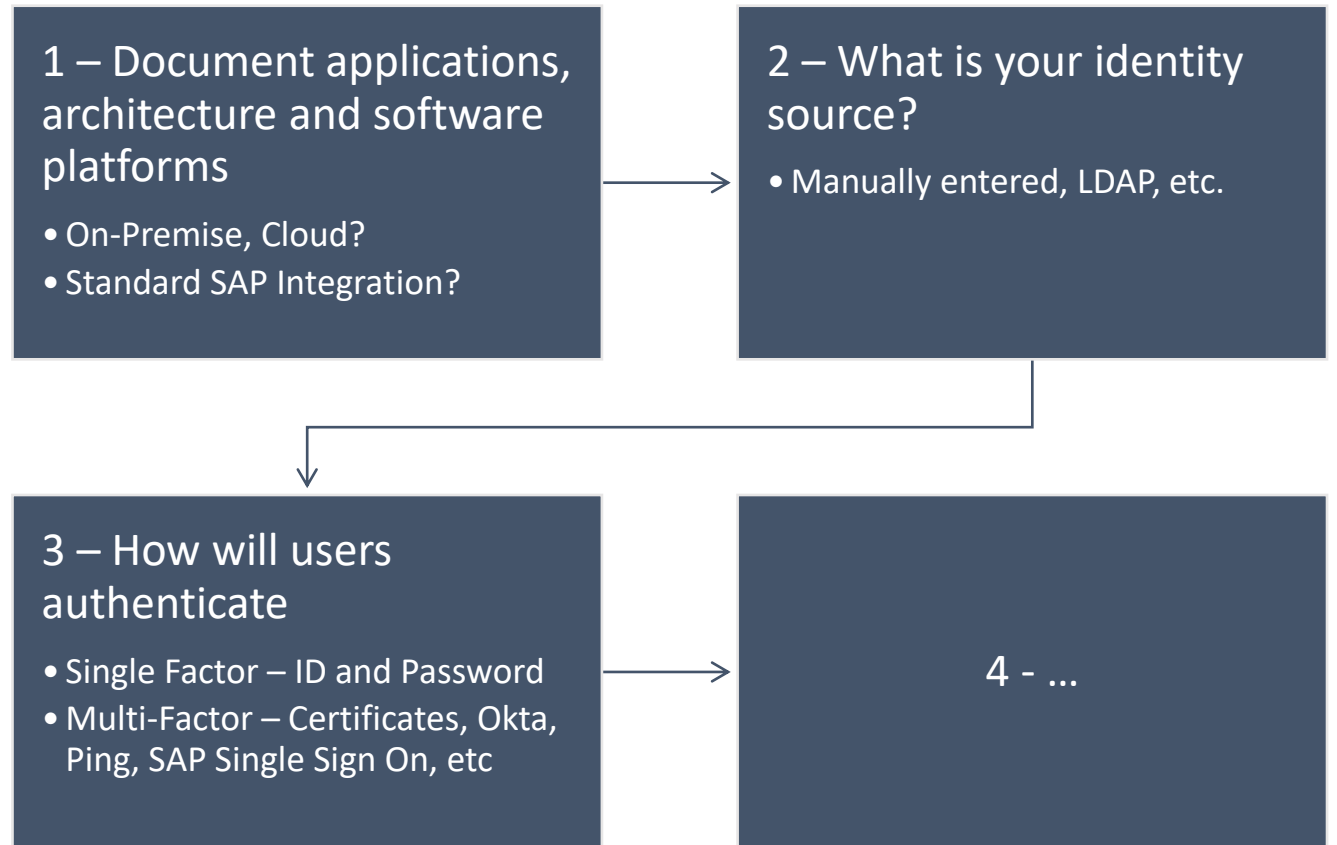 1 – Document applications,
architecture and software
platforms
• On-Premise, Cloud?
• Standard SAP Integration?
2 – What is your identity
source?
• Manually entered, LDAP, etc.
3 – How will users
authenticate
• Single Factor – ID and Password
• Multi-Factor – Certificates, Okta,
Ping, SAP Single Sign On, etc
4 - ...